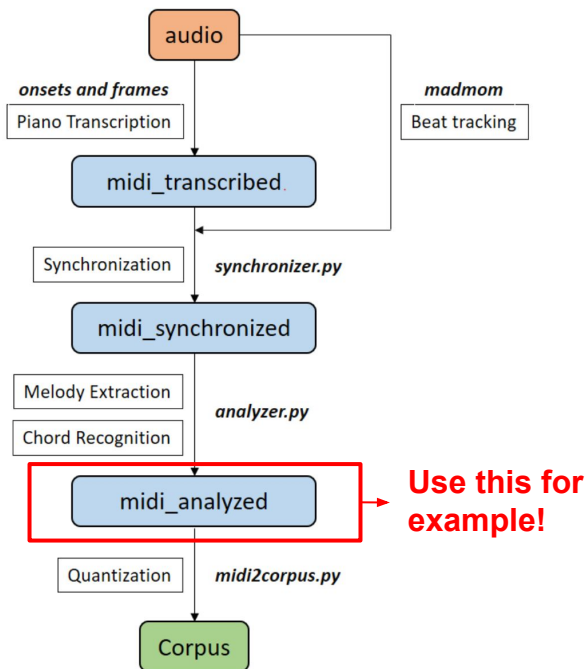 audio
onsets and frames
madmom
Piano Transcription
Beat tracking
midi_transcribed.
Synchronization
synchronizer.py
midi_synchronized
Melody Extraction
analyzer.py
Chord Recognition
midi_analyzed
Use this for
example!
Quantization
midi2corpus.py
Corpus